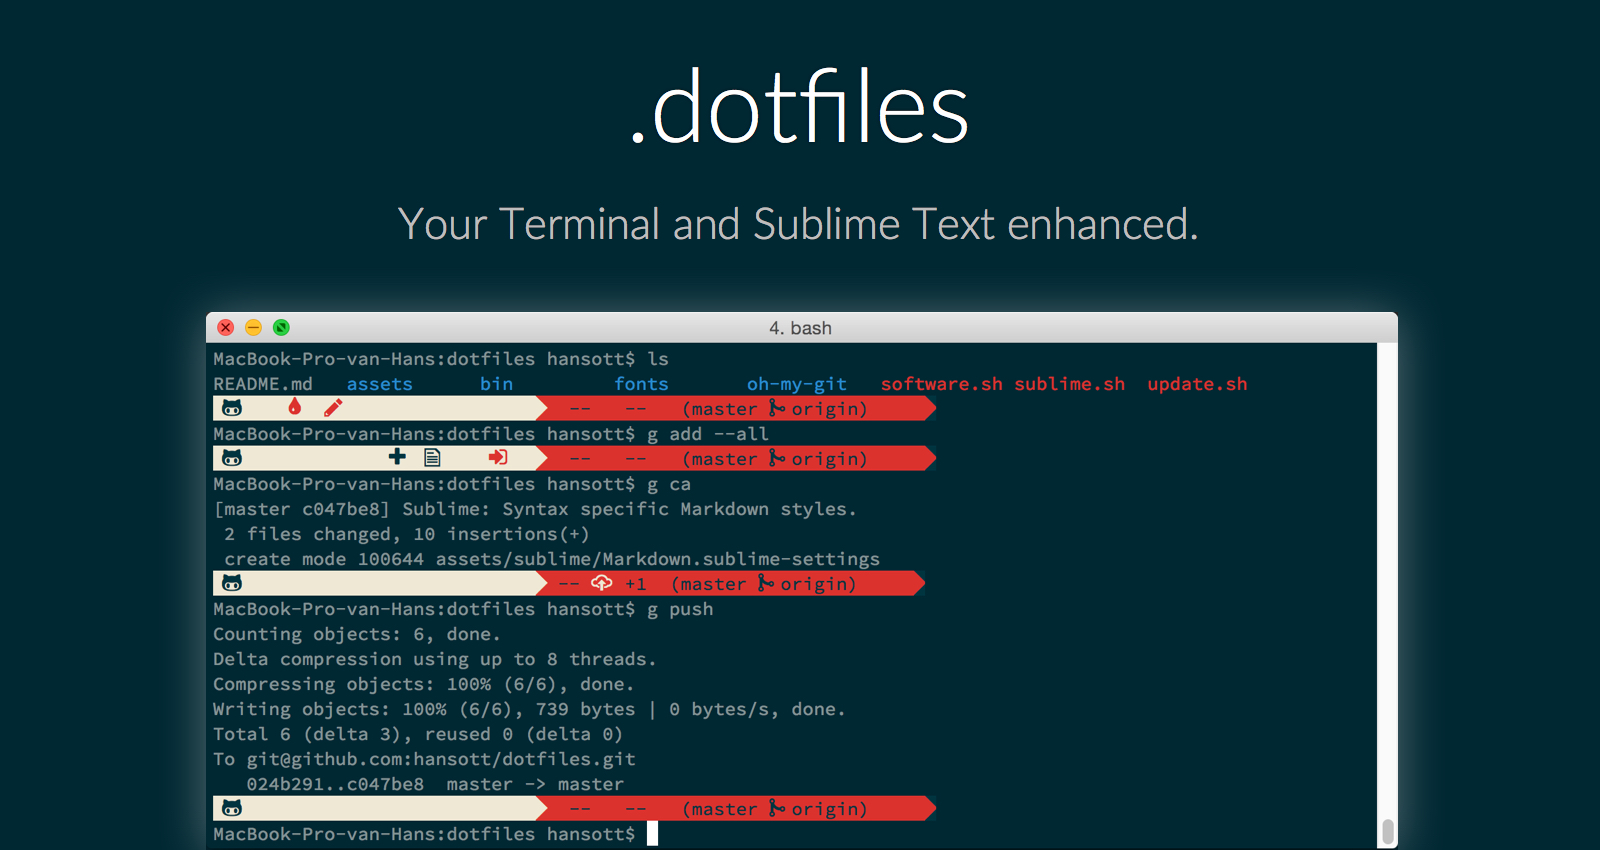 .dotfiles
Your Terminal and Sublime Text enhanced.
4. bash
MacBook-Pro-van-Hans:dotfiles hansott$ ls
README.md   assets      bin         fonts       oh-my-git   software.sh sublime.sh  update.sh
--   --   (master origin)
MacBook-Pro-van-Hans:dotfiles hansott$ g add --all
--   --   (master origin)
MacBook-Pro-van-Hans:dotfiles hansott$ g ca
[master c047be8] Sublime: Syntax specific Markdown styles.
 2 files changed, 10 insertions(+)
 create mode 100644 assets/sublime/Markdown.sublime-settings
--  +1  (master origin)
MacBook-Pro-van-Hans:dotfiles hansott$ g push
Counting objects: 6, done.
Delta compression using up to 8 threads.
Compressing objects: 100% (6/6), done.
Writing objects: 100% (6/6), 739 bytes | 0 bytes/s, done.
Total 6 (delta 3), reused 0 (delta 0)
To git@github.com:hansott/dotfiles.git
   024b291..c047be8  master -> master
--   --   (master origin)
MacBook-Pro-van-Hans:dotfiles hansott$